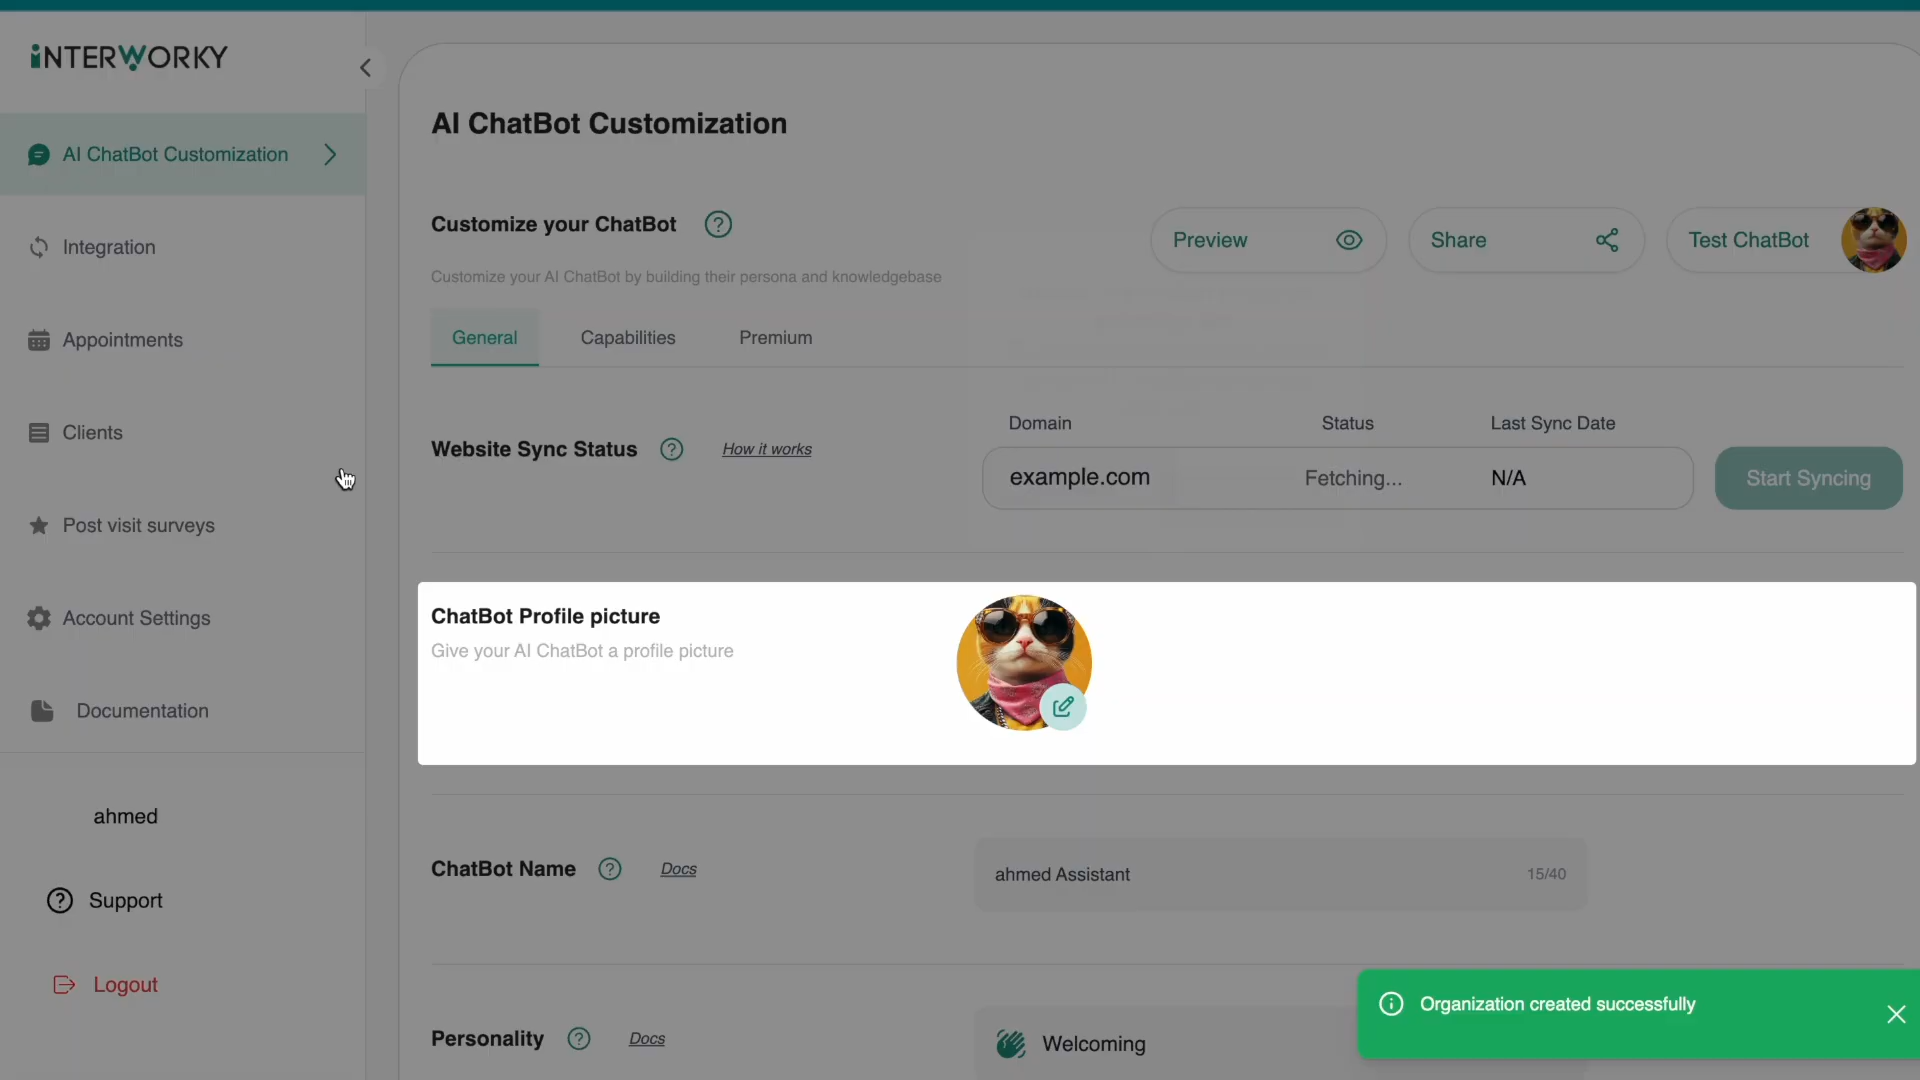 INTERWORKY
AI ChatBot Customization
Integration
Appointments
Clients
Post visit surveys
Account Settings
Documentation
ahmed
Support
Logout
AI ChatBot Customization
Customize your ChatBot
Customize your AI ChatBot by building their persona and knowledgebase
Preview
Share
Test ChatBot
General
Capabilities
Premium
Website Sync Status
How it works
Domain
Status
Last Sync Date
example.com
Fetching...
N/A
Start Syncing
ChatBot Profile picture
Give your AI ChatBot a profile picture
ChatBot Name
Docs
ahmed Assistant
15/40
Personality
Docs
Welcoming
Organization created successfully